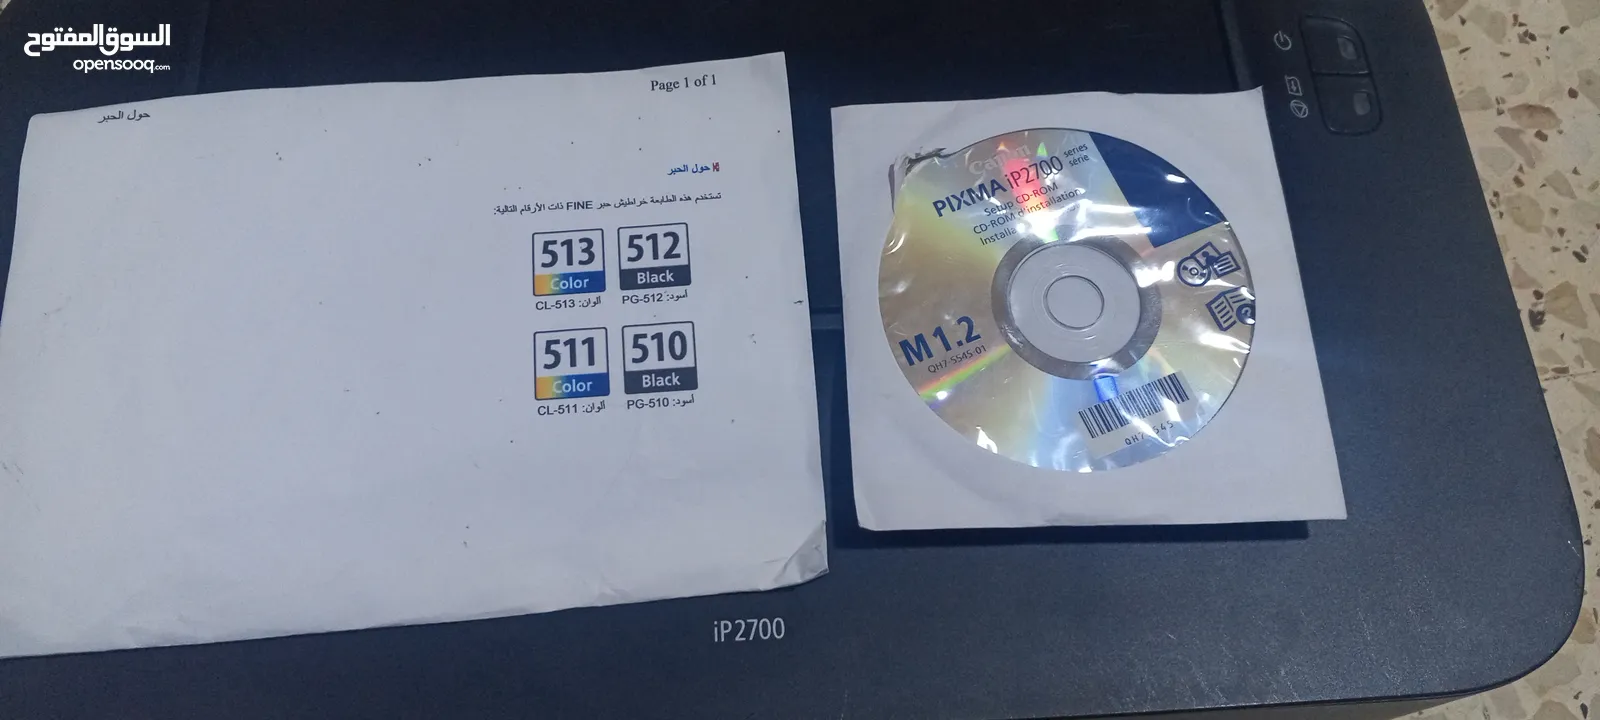 السوق المفتوح
opensooq.com
Page 1 of 1
حول الحبر
حول الحبر
تستخدم هذه الطابعة خراطيش حبر FINE ذات الأرقام التالية:
513 Color
512 Black
ألوان: CL-513
أسود: PG-512
511 Color
510 Black
ألوان: CL-511
أسود: PG-510
Canon
PIXMA iP2700 series
série
Setup CD-ROM
CD-ROM d'installation
M 1.2
QH7-5545-01
iP2700